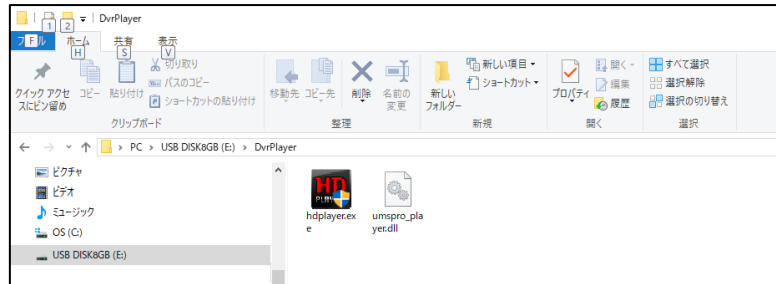 DvrPlayer
1 2
ファイル F ホーム 共有 表示
H S V
クイック アクセスにピン留め
コピー
貼り付け
切り取り
パスのコピー
ショートカットの貼り付け
クリップボード
移動先 コピー先 削除 名前の変更
整理
新しいフォルダー
新しい項目
ショートカット
新規
プロパティ
開く
編集
履歴
開く
すべて選択
選択解除
選択の切り替え
選択
PC › USB DISK8GB (E:) › DvrPlayer
ピクチャ
ビデオ
ミュージック
OS (C:)
USB DISK8GB (E:)
HD
PLAY
hdplayer.ex
e
umspro_pla
yer.dll